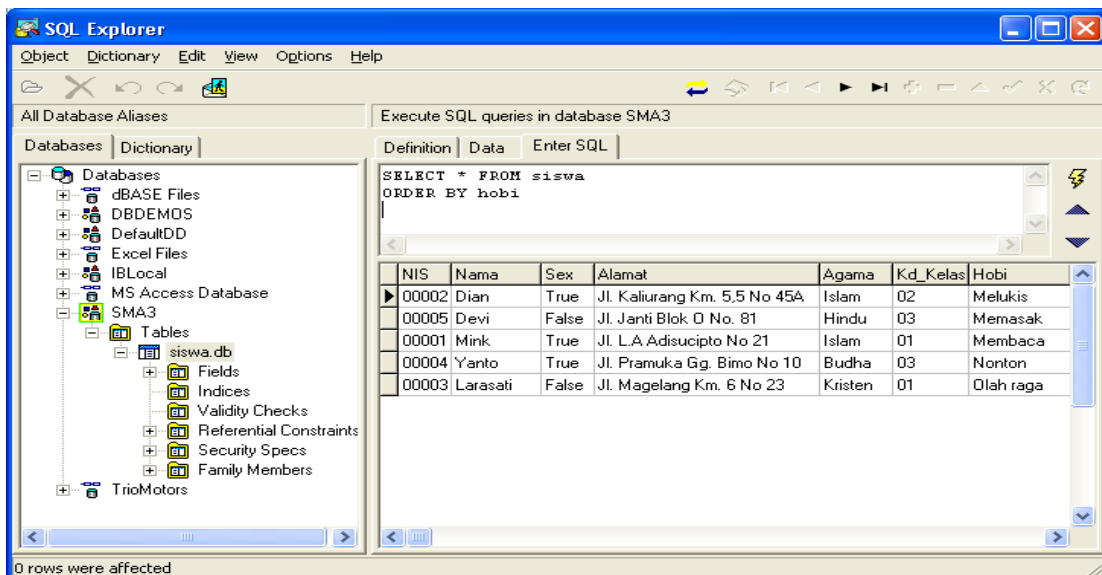 SQL Explorer
Object Dictionary Edit View Options Help
All Database Aliases
Execute SQL queries in database SMA3
Databases Dictionary
Definition Data Enter SQL
Databases
dBASE Files
DBDEMOS
DefaultDD
Excel Files
IBLocal
MS Access Database
SMA3
Tables
siswa.db
Fields
Indices
Validity Checks
Referential Constraints
Security Specs
Family Members
TrioMotors
SELECT * FROM siswa
ORDER BY hobi
NIS Nama Sex Alamat Agama Kd_Kelas Hobi
00002 Dian True Jl. Kaliurang Km. 5,5 No 45A Islam 02 Melukis
00005 Devi False Jl. Janti Blok O No. 81 Hindu 03 Memasak
00001 Mink True Jl. L.A Adisucipto No 21 Islam 01 Membaca
00004 Yanto True Jl. Pramuka Gg. Bimo No 10 Budha 03 Nonton
00003 Larasati False Jl. Magelang Km. 6 No 23 Kristen 01 Olah raga
0 rows were affected